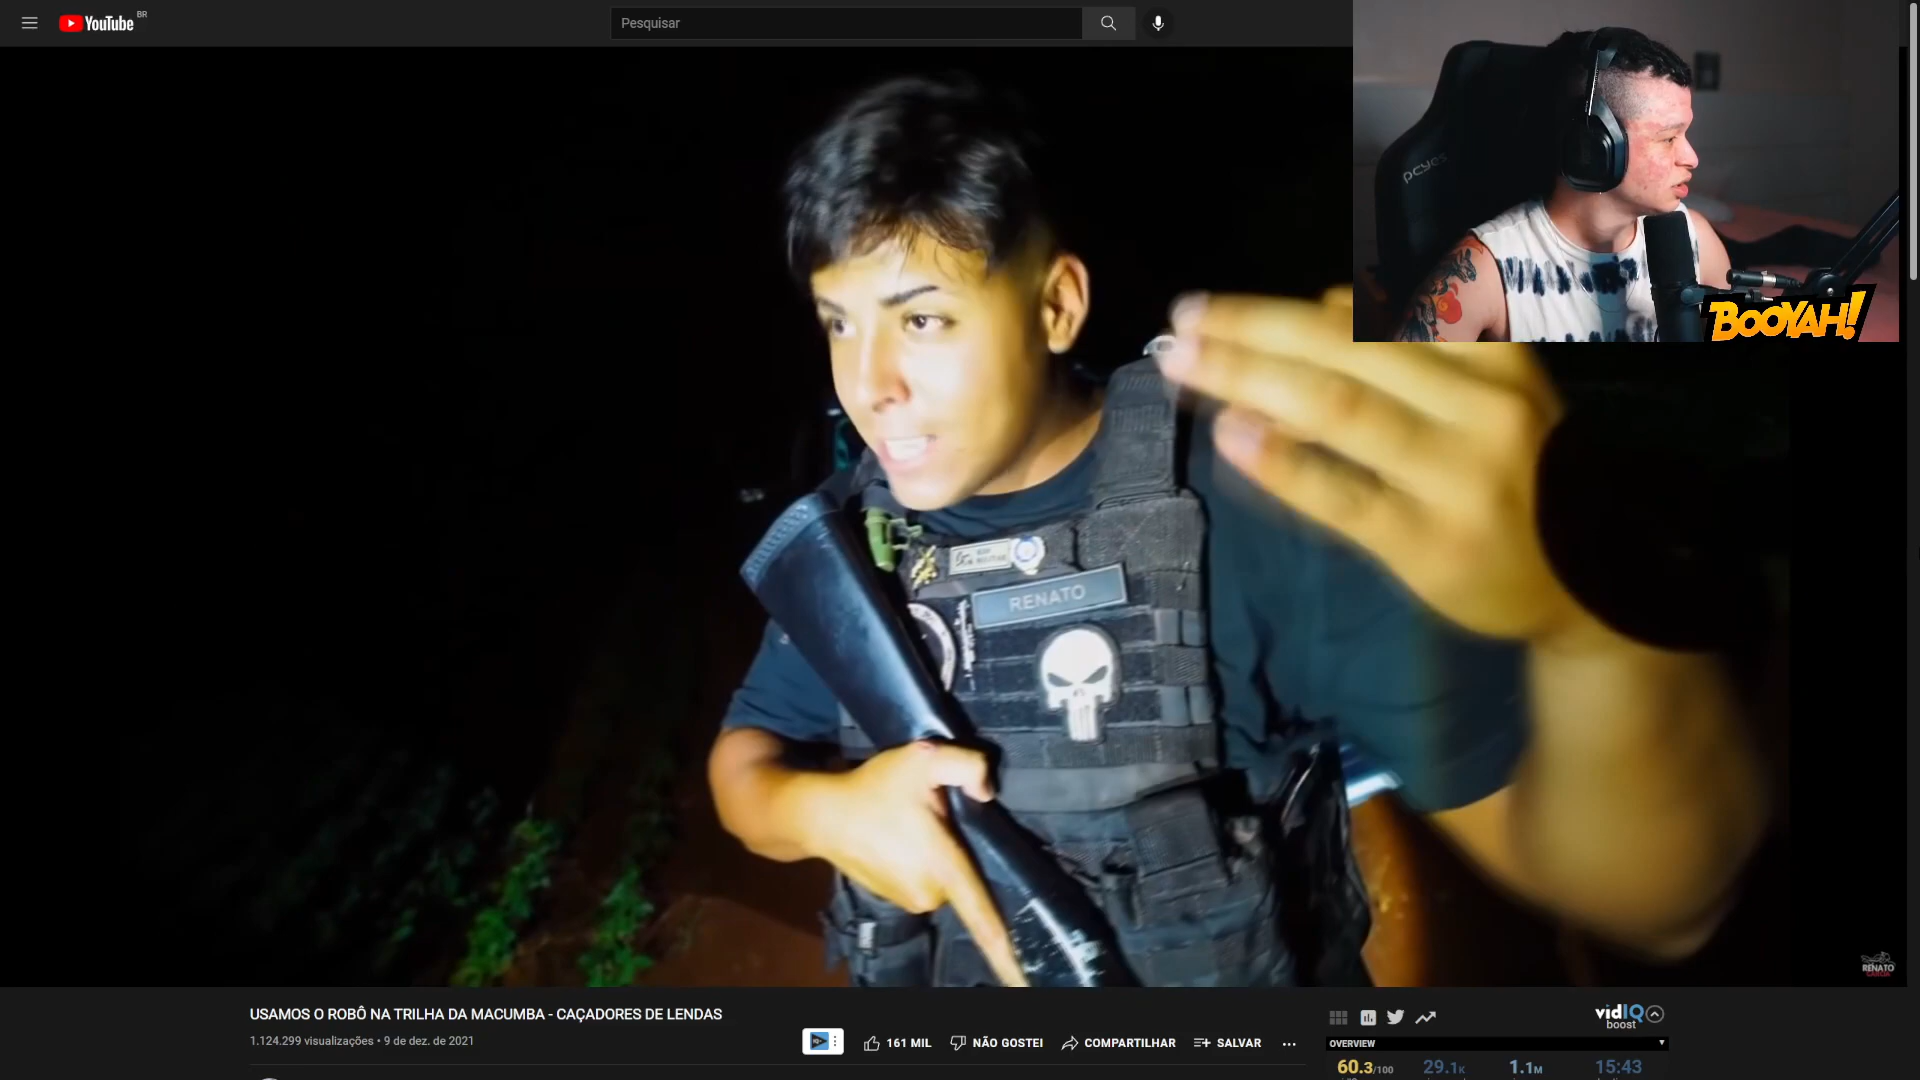 YouTube BR
Pesquisar
pcyes
BOOYAH!
RENATO
RENATO
GARCIA
USAMOS O ROBÔ NA TRILHA DA MACUMBA - CAÇADORES DE LENDAS
1.124.299 visualizações • 9 de dez. de 2021
161 MIL
NÃO GOSTEI
COMPARTILHAR
SALVAR
vidIQ
boost
OVERVIEW
60.3/100
29.1K
1.1M
15:43